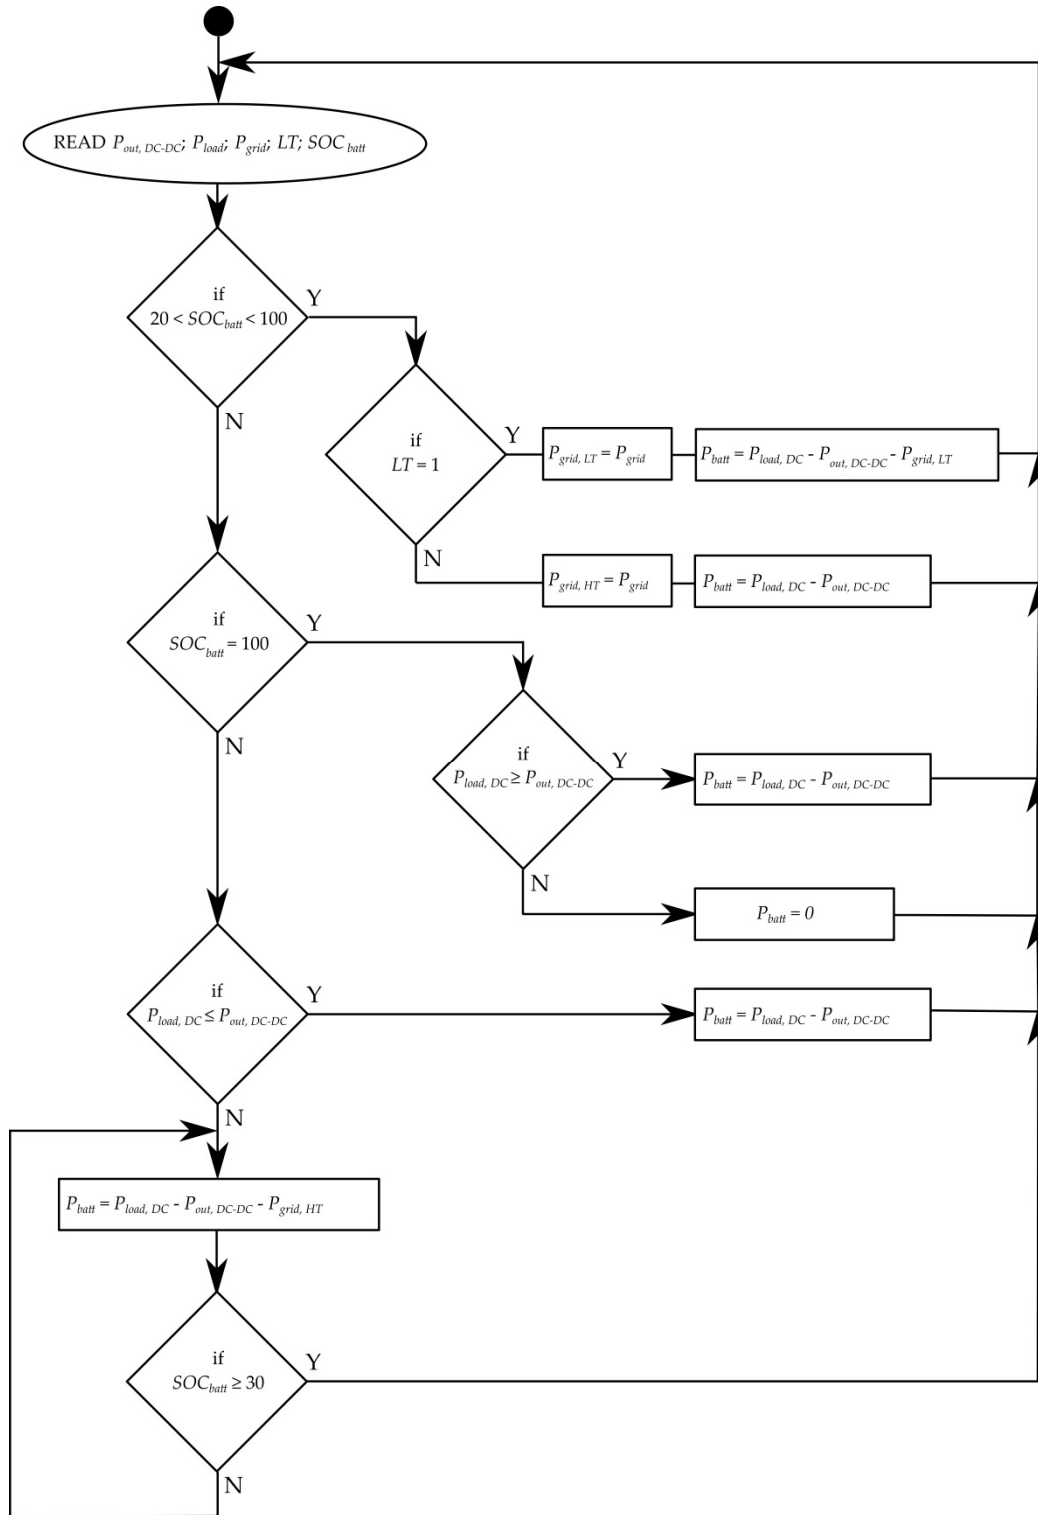 READ P_out, DC-DC; P_load; P_grid; LT; SOC_batt
if
20 < SOC_batt < 100
Y
N
if
LT = 1
Y
P_grid, LT = P_grid
P_batt = P_load, DC - P_out, DC-DC - P_grid, LT
N
P_grid, HT = P_grid
P_batt = P_load, DC - P_out, DC-DC
if
SOC_batt = 100
Y
N
if
P_load, DC ≥ P_out, DC-DC
Y
P_batt = P_load, DC - P_out, DC-DC
N
P_batt = 0
if
P_load, DC ≤ P_out, DC-DC
Y
P_batt = P_load, DC - P_out, DC-DC
N
P_batt = P_load, DC - P_out, DC-DC - P_grid, HT
if
SOC_batt ≥ 30
Y
N